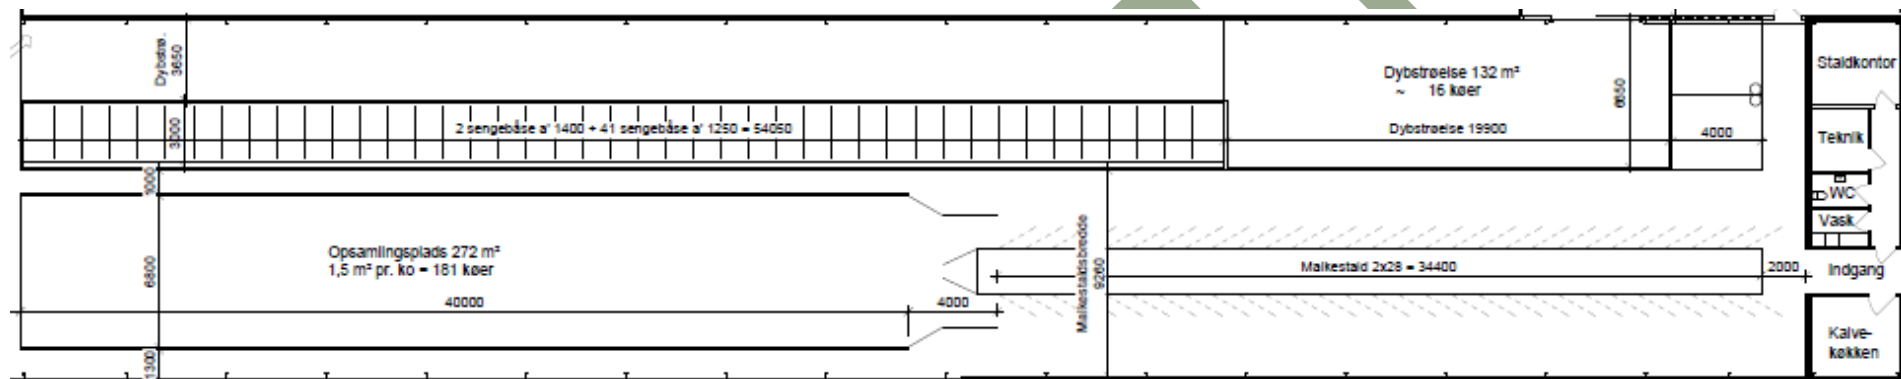 Dybstrø.
3650
Dybstrøelse 132 m²
~ 16 køer
6650
Staldkontor
3000
2 sengebåse a' 1400 + 41 sengebåse a' 1250 = 54050
Dybstrøelse 19900
4000
Teknik
1000
WC
Vask
Opsamlingsplads 272 m²
1,5 m² pr. ko = 181 køer
6800
Malkestaldsbredde
9260
Malkestald 2x28 = 34400
2000
Indgang
40000
4000
Kalve-
køkken
1300